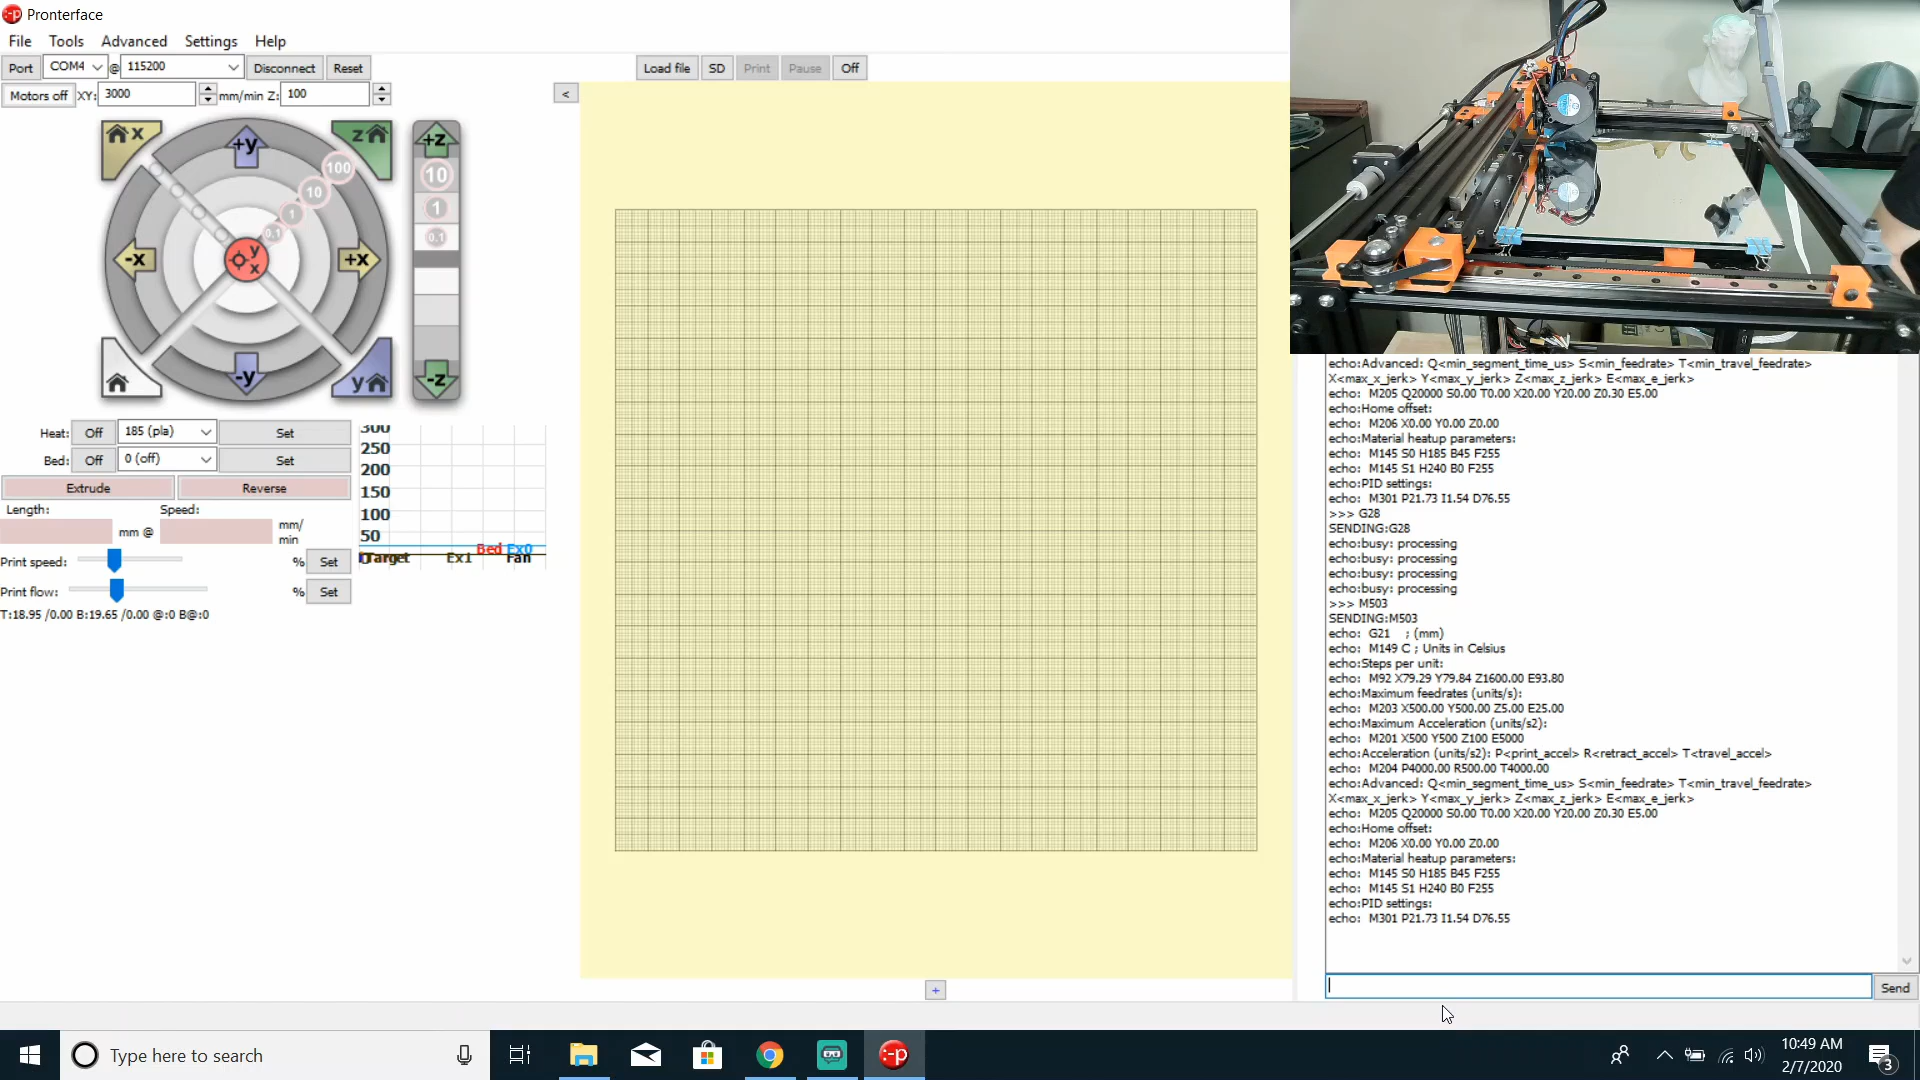 Pronterface
File Tools Advanced Settings Help
Port COM4 @ 115200 Disconnect Reset
Load file SD Print Pause Off
Motors off XY: 3000 mm/min Z: 100
<
x z
+y +z
100 10
10
1 1
0.1 0.1
-x y x +x
-y -z
y
Heat: Off 185 (pla) Set
Bed: Off 0 (off) Set
Extrude Reverse
Length: Speed:
mm @ mm/
min
Print speed: % Set
Print flow: % Set
T:18.95 /0.00 B:19.65 /0.00 @:0 B@:0
300
250
200
150
100
50
Bed Ex0
Target Ex1 Fan
echo:Advanced: Q<min_segment_time_us> S<min_feedrate> T<min_travel_feedrate>
X<max_x_jerk> Y<max_y_jerk> Z<max_z_jerk> E<max_e_jerk>
echo:  M205 Q20000 S0.00 T0.00 X20.00 Y20.00 Z0.30 E5.00
echo:Home offset:
echo:  M206 X0.00 Y0.00 Z0.00
echo:Material heatup parameters:
echo:  M145 S0 H185 B45 F255
echo:  M145 S1 H240 B0 F255
echo:PID settings:
echo:  M301 P21.73 I1.54 D76.55
>>> G28
SENDING:G28
echo:busy: processing
echo:busy: processing
echo:busy: processing
echo:busy: processing
>>> M503
SENDING:M503
echo:  G21    ; (mm)
echo:  M149 C ; Units in Celsius
echo:Steps per unit:
echo:  M92 X79.29 Y79.84 Z1600.00 E93.80
echo:Maximum feedrates (units/s):
echo:  M203 X500.00 Y500.00 Z5.00 E25.00
echo:Maximum Acceleration (units/s2):
echo:  M201 X500 Y500 Z100 E5000
echo:Acceleration (units/s2): P<print_accel> R<retract_accel> T<travel_accel>
echo:  M204 P4000.00 R500.00 T4000.00
echo:Advanced: Q<min_segment_time_us> S<min_feedrate> T<min_travel_feedrate>
X<max_x_jerk> Y<max_y_jerk> Z<max_z_jerk> E<max_e_jerk>
echo:  M205 Q20000 S0.00 T0.00 X20.00 Y20.00 Z0.30 E5.00
echo:Home offset:
echo:  M206 X0.00 Y0.00 Z0.00
echo:Material heatup parameters:
echo:  M145 S0 H185 B45 F255
echo:  M145 S1 H240 B0 F255
echo:PID settings:
echo:  M301 P21.73 I1.54 D76.55
Send
+
Type here to search
:-p
10:49 AM
2/7/2020
3